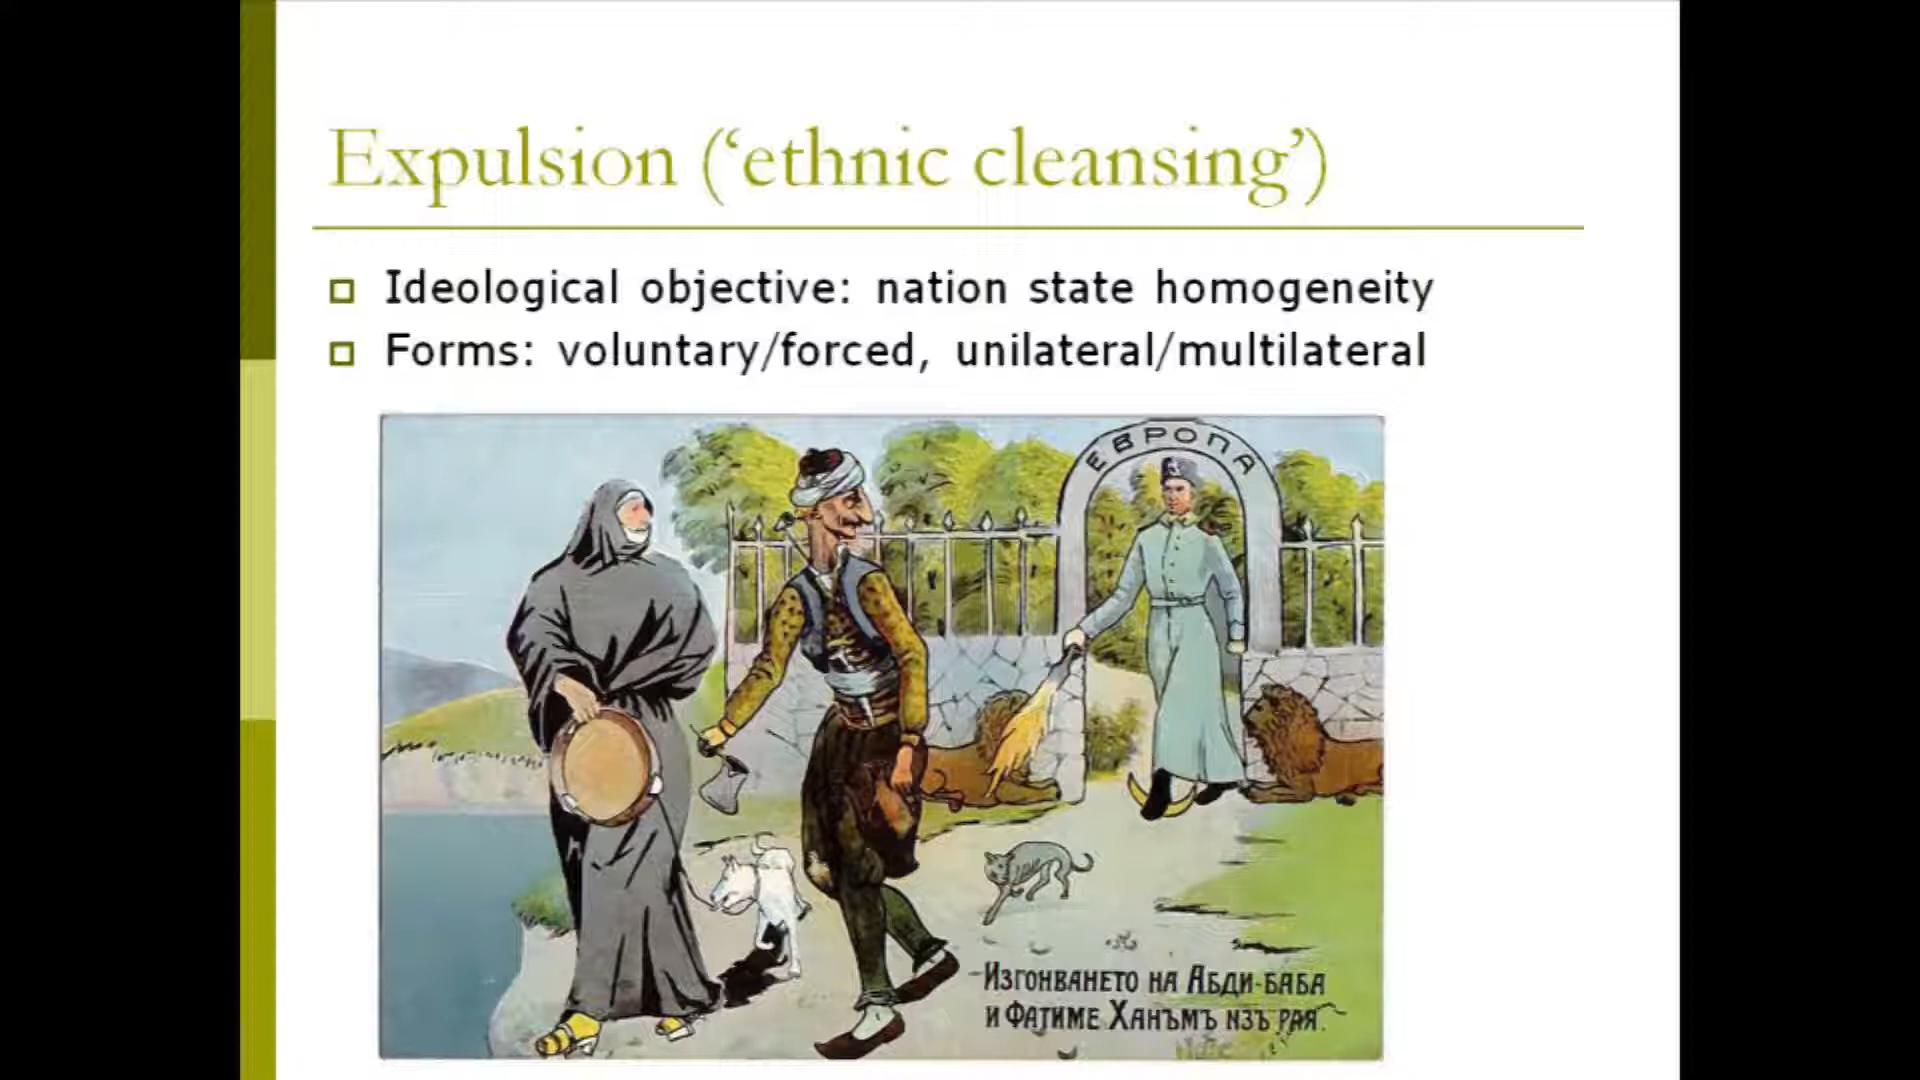 Expulsion (‘ethnic cleansing’)
Ideological objective: nation state homogeneity
Forms: voluntary/forced, unilateral/multilateral
ЕВРОПА
Изгонването на Абди-баба
и Фатиме Ханъмъ изъ рая.